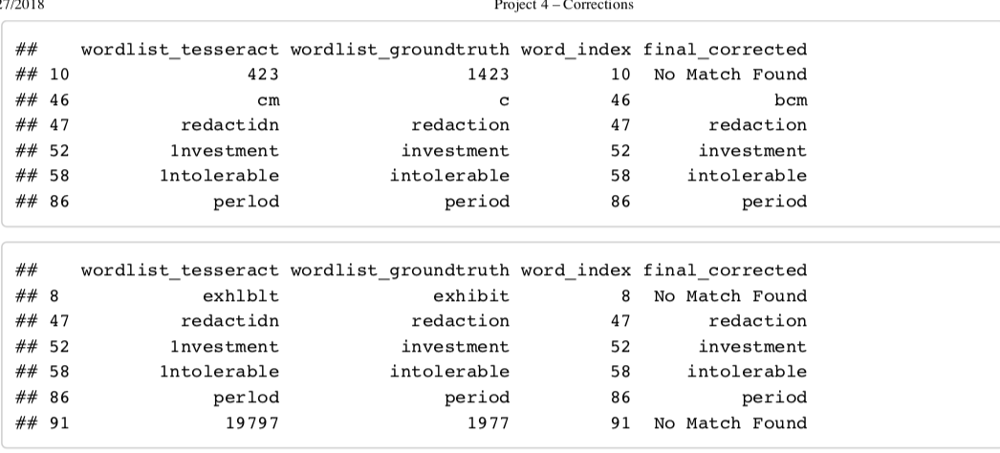 27/2018 Project 4 – Corrections
## wordlist_tesseract wordlist_groundtruth word_index final_corrected
## 10 423 1423 10 No Match Found
## 46 cm c 46 bcm
## 47 redactidn redaction 47 redaction
## 52 1nvestment investment 52 investment
## 58 1ntolerable intolerable 58 intolerable
## 86 perlod period 86 period
## wordlist_tesseract wordlist_groundtruth word_index final_corrected
## 8 exhlblt exhibit 8 No Match Found
## 47 redactidn redaction 47 redaction
## 52 1nvestment investment 52 investment
## 58 1ntolerable intolerable 58 intolerable
## 86 perlod period 86 period
## 91 19797 1977 91 No Match Found